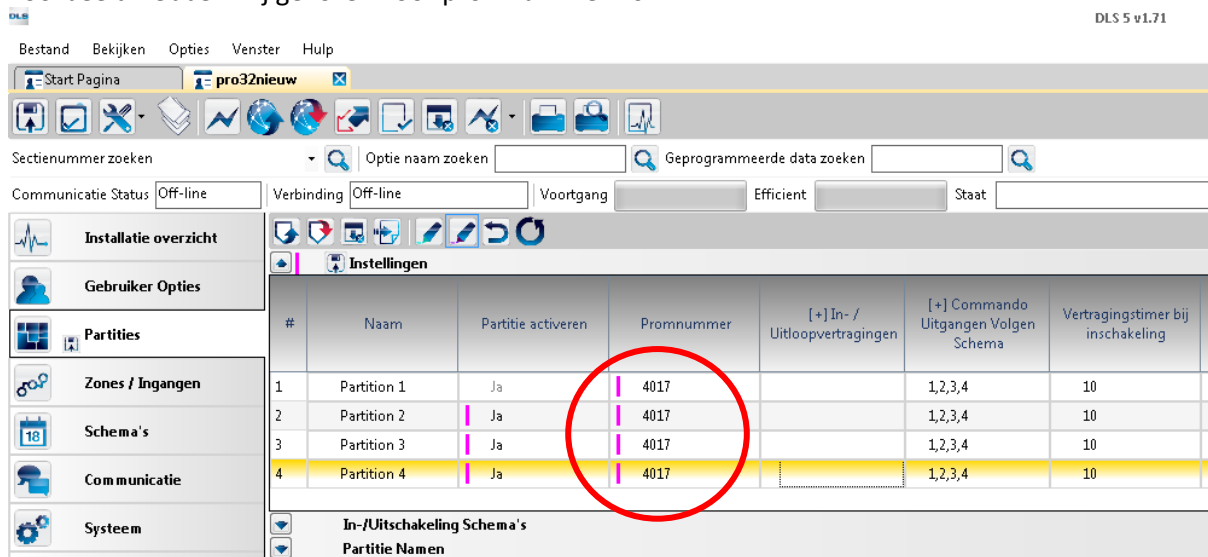 DLS
DLS 5 v1.71
Bestand Bekijken Opties Venster Hulp
Start Pagina pro32nieuw
Sectienummer zoeken Optie naam zoeken Geprogrammeerde data zoeken
Communicatie Status Off-line Verbinding Off-line Voortgang Efficient Staat
Installatie overzicht
Instellingen
Gebruiker Opties
# Naam Partitie activeren Promnummer [+] In- / Uitloopvertragingen [+] Commando Uitgangen Volgen Schema Vertragingstimer bij inschakeling
Partities
Zones / Ingangen
1 Partition 1 Ja 4017 1,2,3,4 10
2 Partition 2 Ja 4017 1,2,3,4 10
18 Schema's
3 Partition 3 Ja 4017 1,2,3,4 10
4 Partition 4 Ja 4017 1,2,3,4 10
Communicatie
Systeem
In-/Uitschakeling Schema's
Partitie Namen